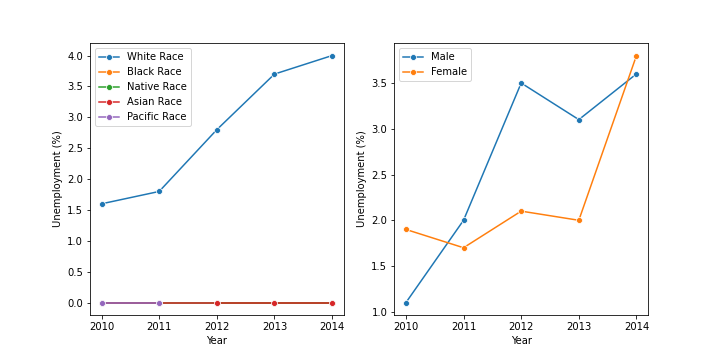 White Race
Black Race
Native Race
Asian Race
Pacific Race
Unemployment (%)
4.0
3.5
3.0
2.5
2.0
1.5
1.0
0.5
0.0
2010 2011 2012 2013 2014
Year
Male
Female
Unemployment (%)
3.5
3.0
2.5
2.0
1.5
1.0
2010 2011 2012 2013 2014
Year